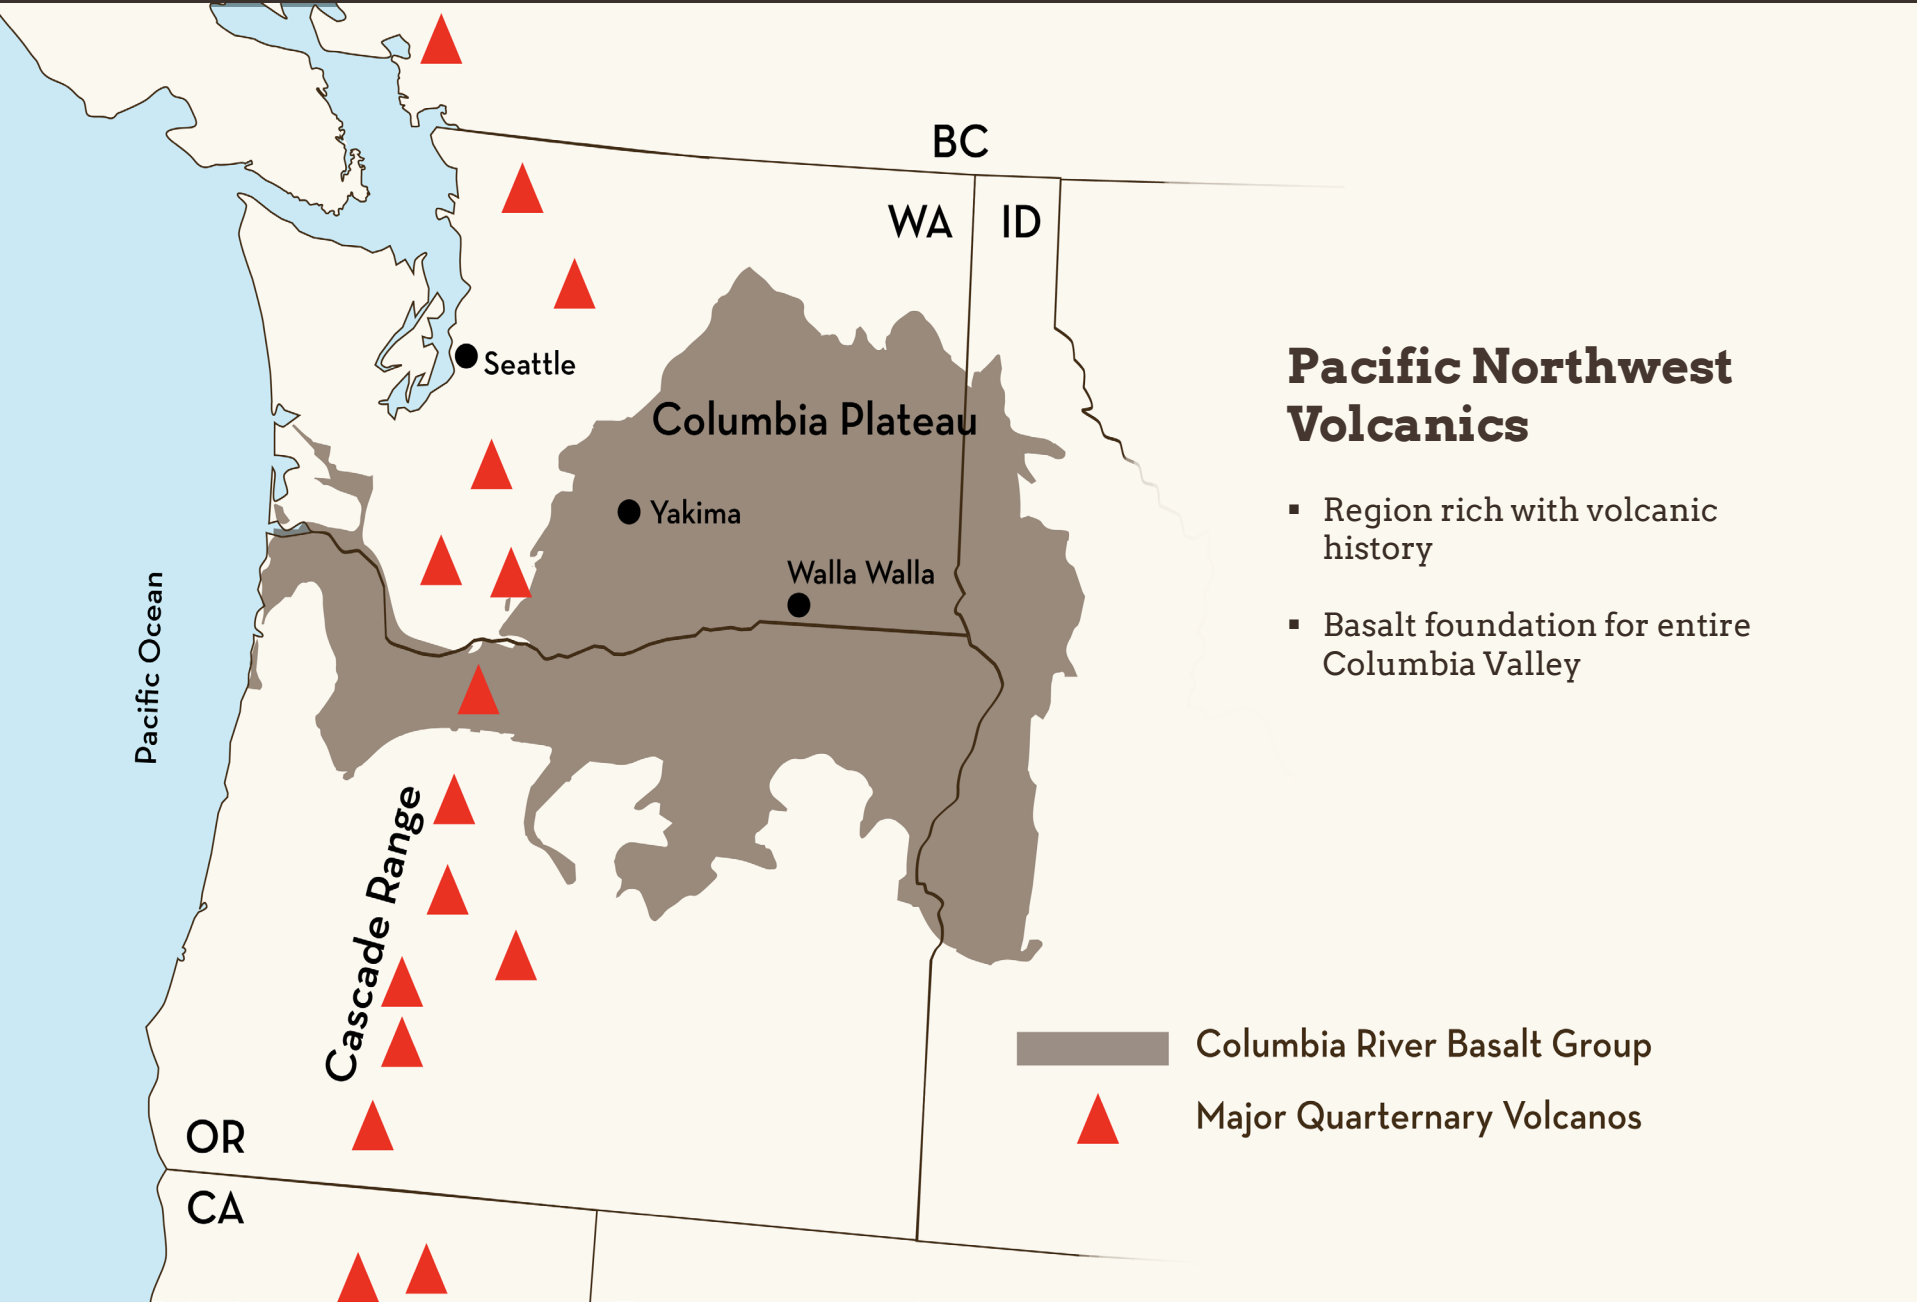 BC
WA
ID
Seattle
Columbia Plateau
Yakima
Walla Walla
Pacific Ocean
Cascade Range
OR
CA
Pacific Northwest
Volcanics
▪ Region rich with volcanic
history
▪ Basalt foundation for entire
Columbia Valley
Columbia River Basalt Group
Major Quarternary Volcanos